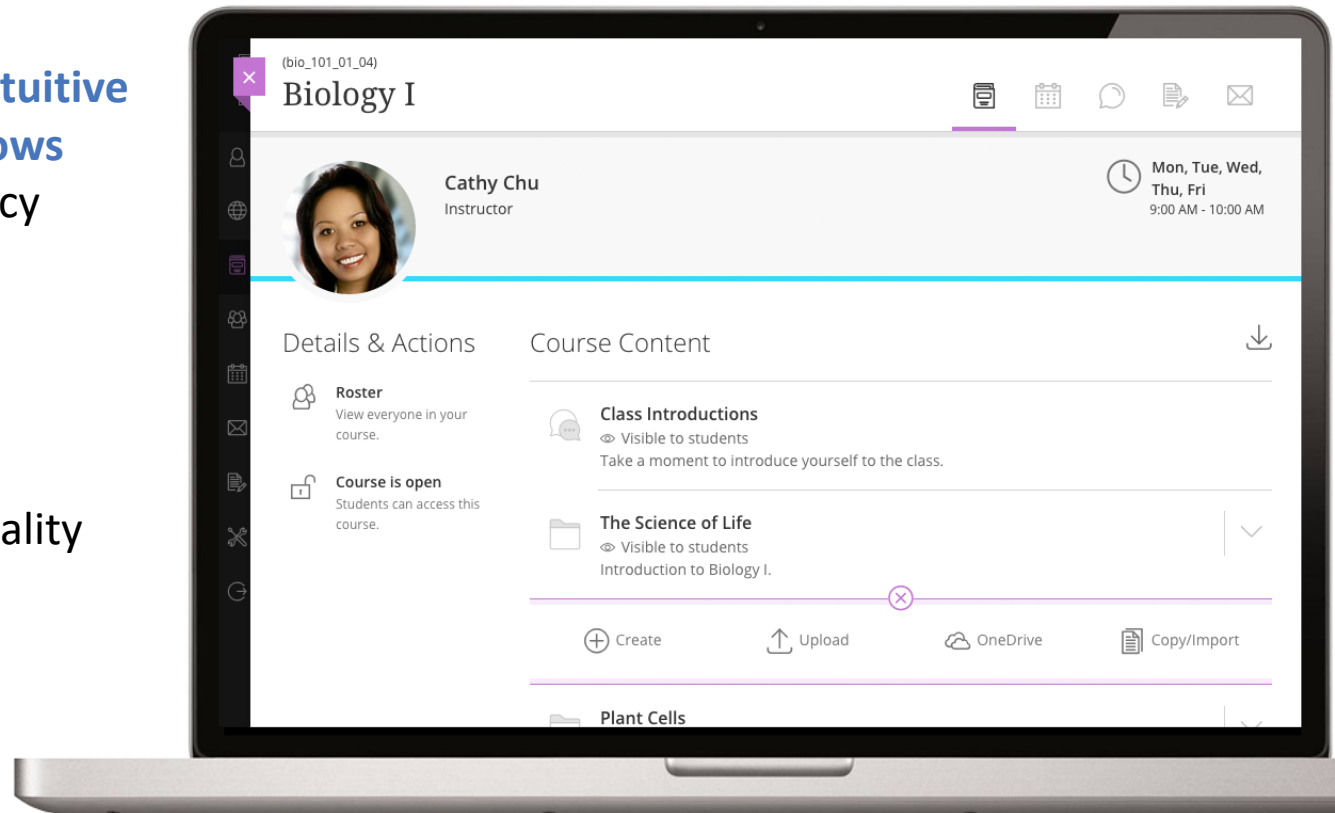 tuitive
ows
cy
ality
(bio_101_01_04)
Biology I
Cathy Chu
Instructor
Mon, Tue, Wed,
Thu, Fri
9:00 AM - 10:00 AM
Details & Actions
Roster
View everyone in your
course.
Course is open
Students can access this
course.
Course Content
Class Introductions
Visible to students
Take a moment to introduce yourself to the class.
The Science of Life
Visible to students
Introduction to Biology I.
Create
Upload
OneDrive
Copy/Import
Plant Cells